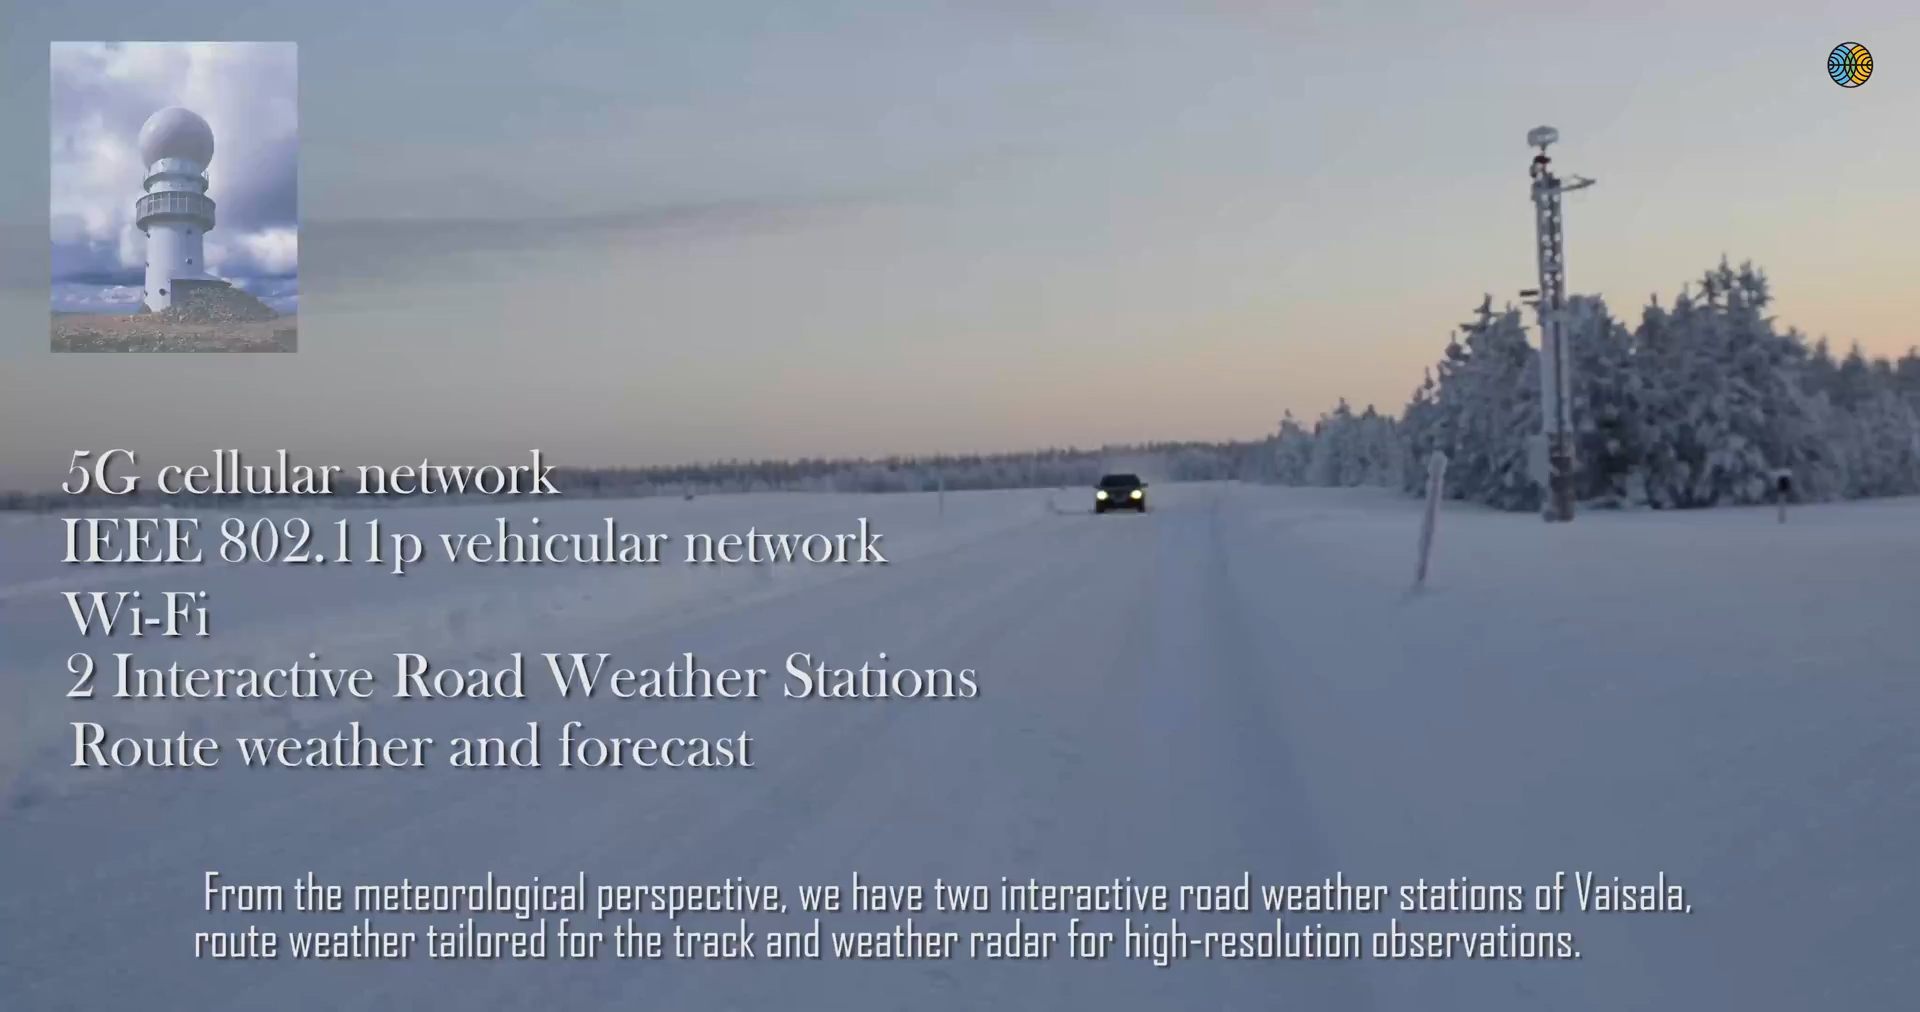 5G cellular network
IEEE 802.11p vehicular network
Wi-Fi
2 Interactive Road Weather Stations
Route weather and forecast
From the meteorological perspective, we have two interactive road weather stations of Vaisala,
route weather tailored for the track and weather radar for high-resolution observations.